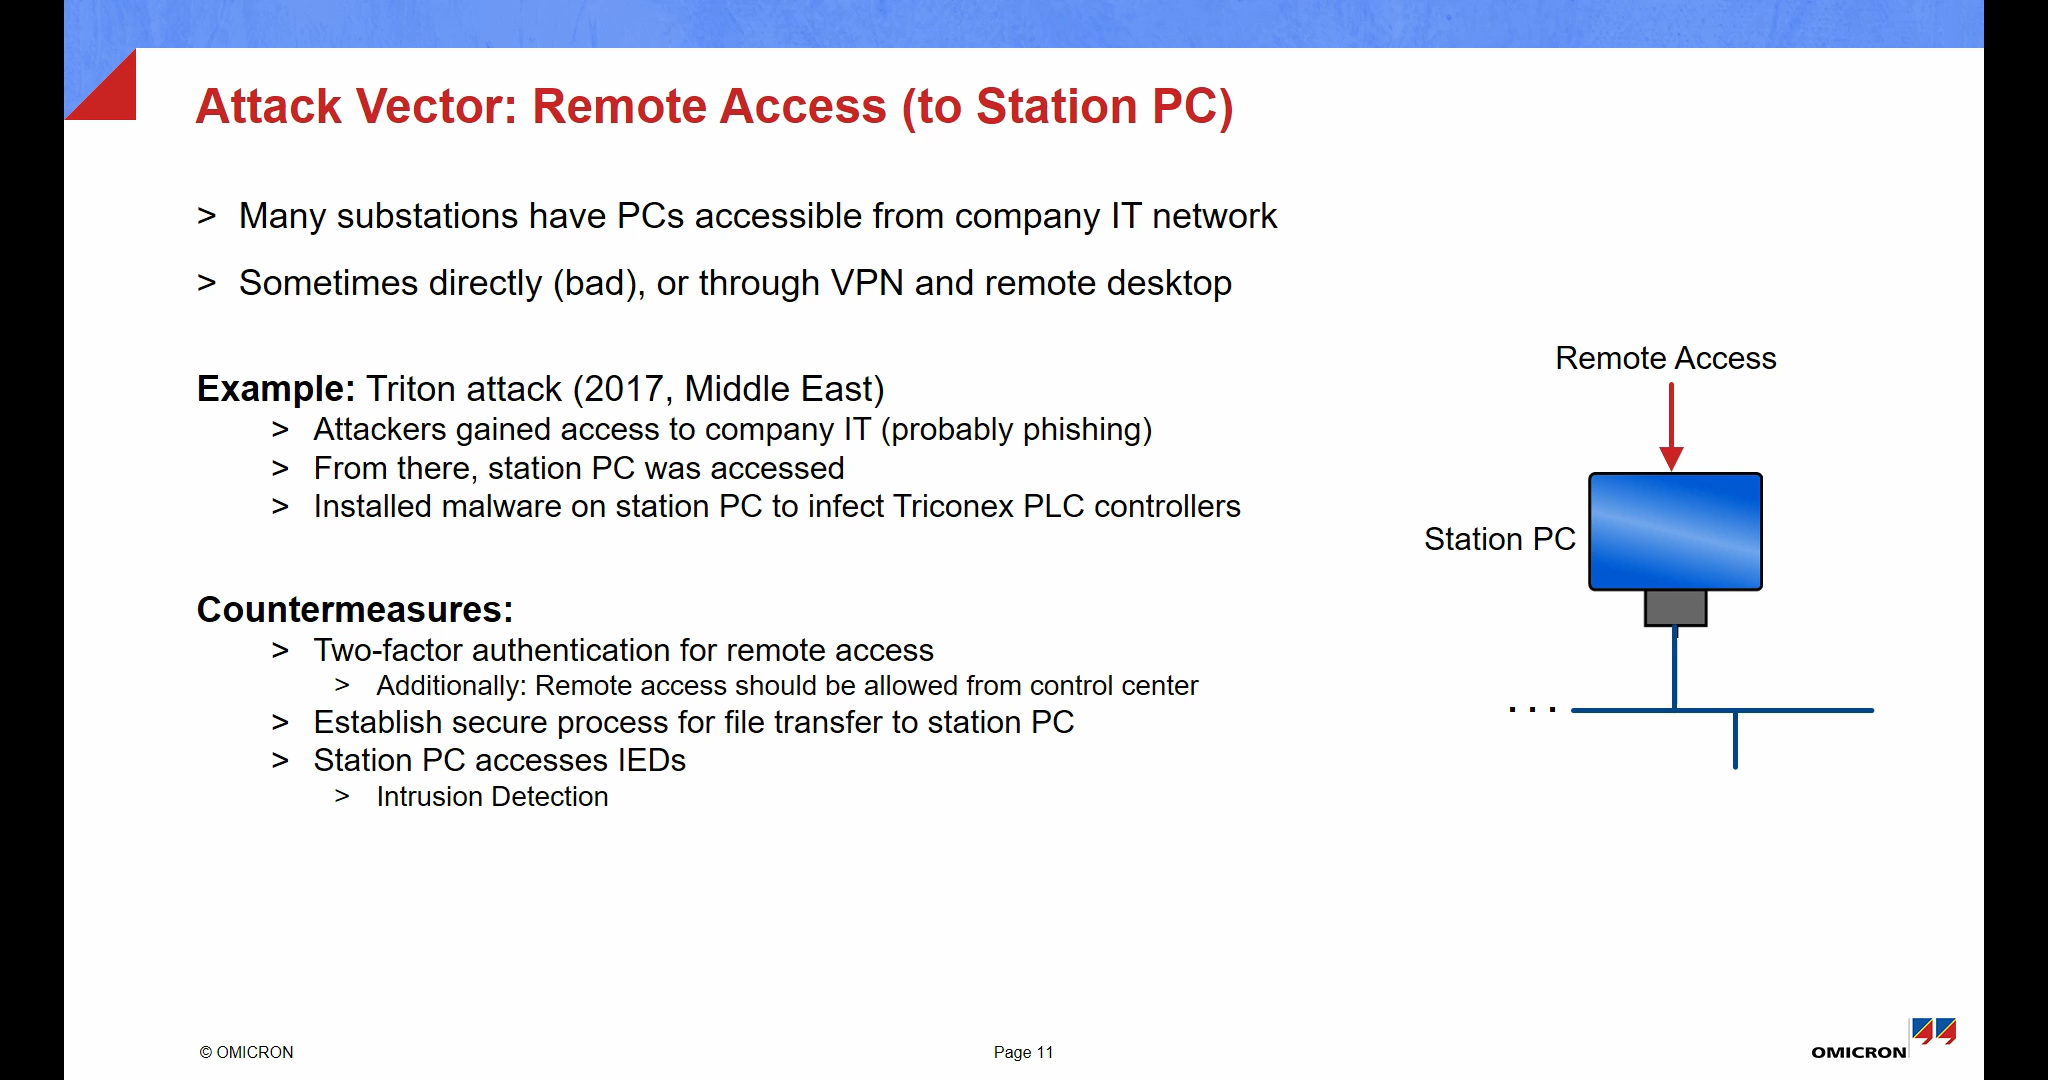 Attack Vector: Remote Access (to Station PC)
> Many substations have PCs accessible from company IT network
> Sometimes directly (bad), or through VPN and remote desktop
Example: Triton attack (2017, Middle East)
> Attackers gained access to company IT (probably phishing)
> From there, station PC was accessed
> Installed malware on station PC to infect Triconex PLC controllers
Countermeasures:
> Two-factor authentication for remote access
> Additionally: Remote access should be allowed from control center
> Establish secure process for file transfer to station PC
> Station PC accesses IEDs
> Intrusion Detection
Remote Access
Station PC
. . .
© OMICRON
Page 11
OMICRON